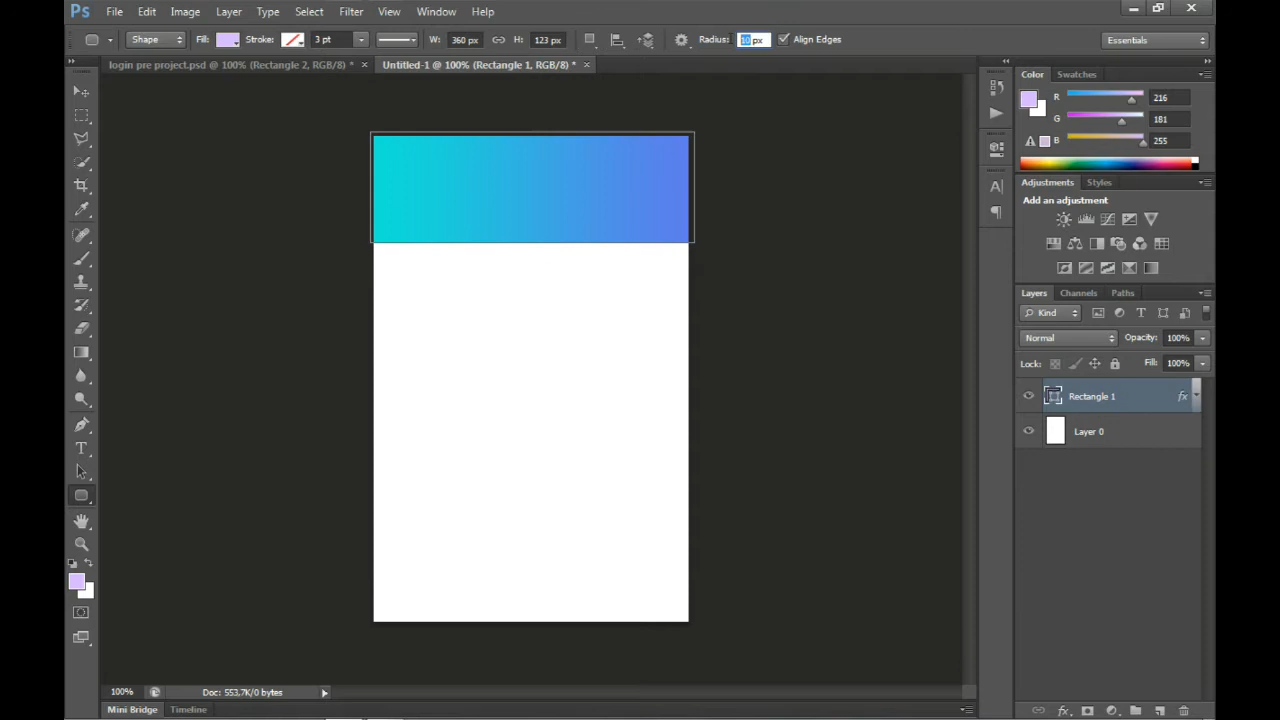 Ps File Edit Image Layer Type Select Filter View Window Help
Shape Fill: Stroke: 3 pt W: 360 px H: 123 px Radius: 10 px Align Edges Essentials
login pre project.psd @ 100% (Rectangle 2, RGB/8) * × Untitled-1 @ 100% (Rectangle 1, RGB/8) * ×
Color Swatches
R 216
G 181
B 255
Adjustments Styles
Add an adjustment
Layers Channels Paths
Kind
Normal Opacity: 100%
Lock: Fill: 100%
Rectangle 1 fx
Layer 0
100% Doc: 553,7K/0 bytes
Mini Bridge Timeline